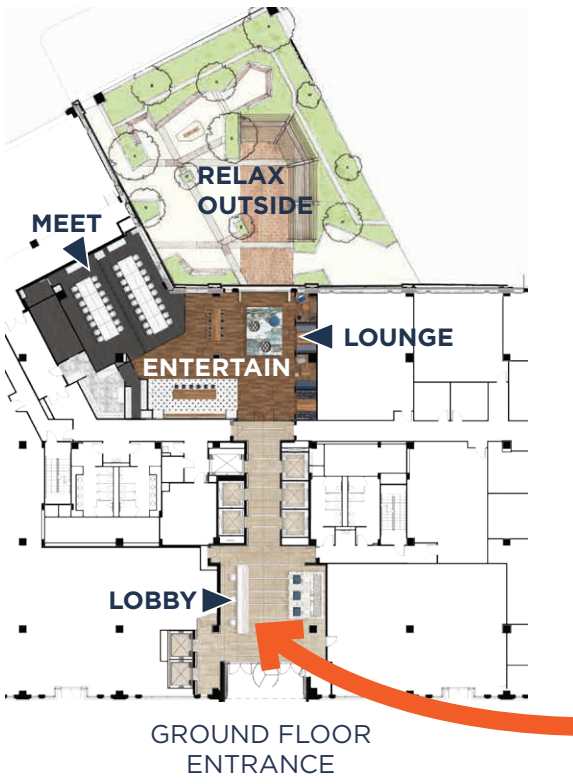 RELAX
OUTSIDE
MEET
LOUNGE
ENTERTAIN
LOBBY
GROUND FLOOR
ENTRANCE